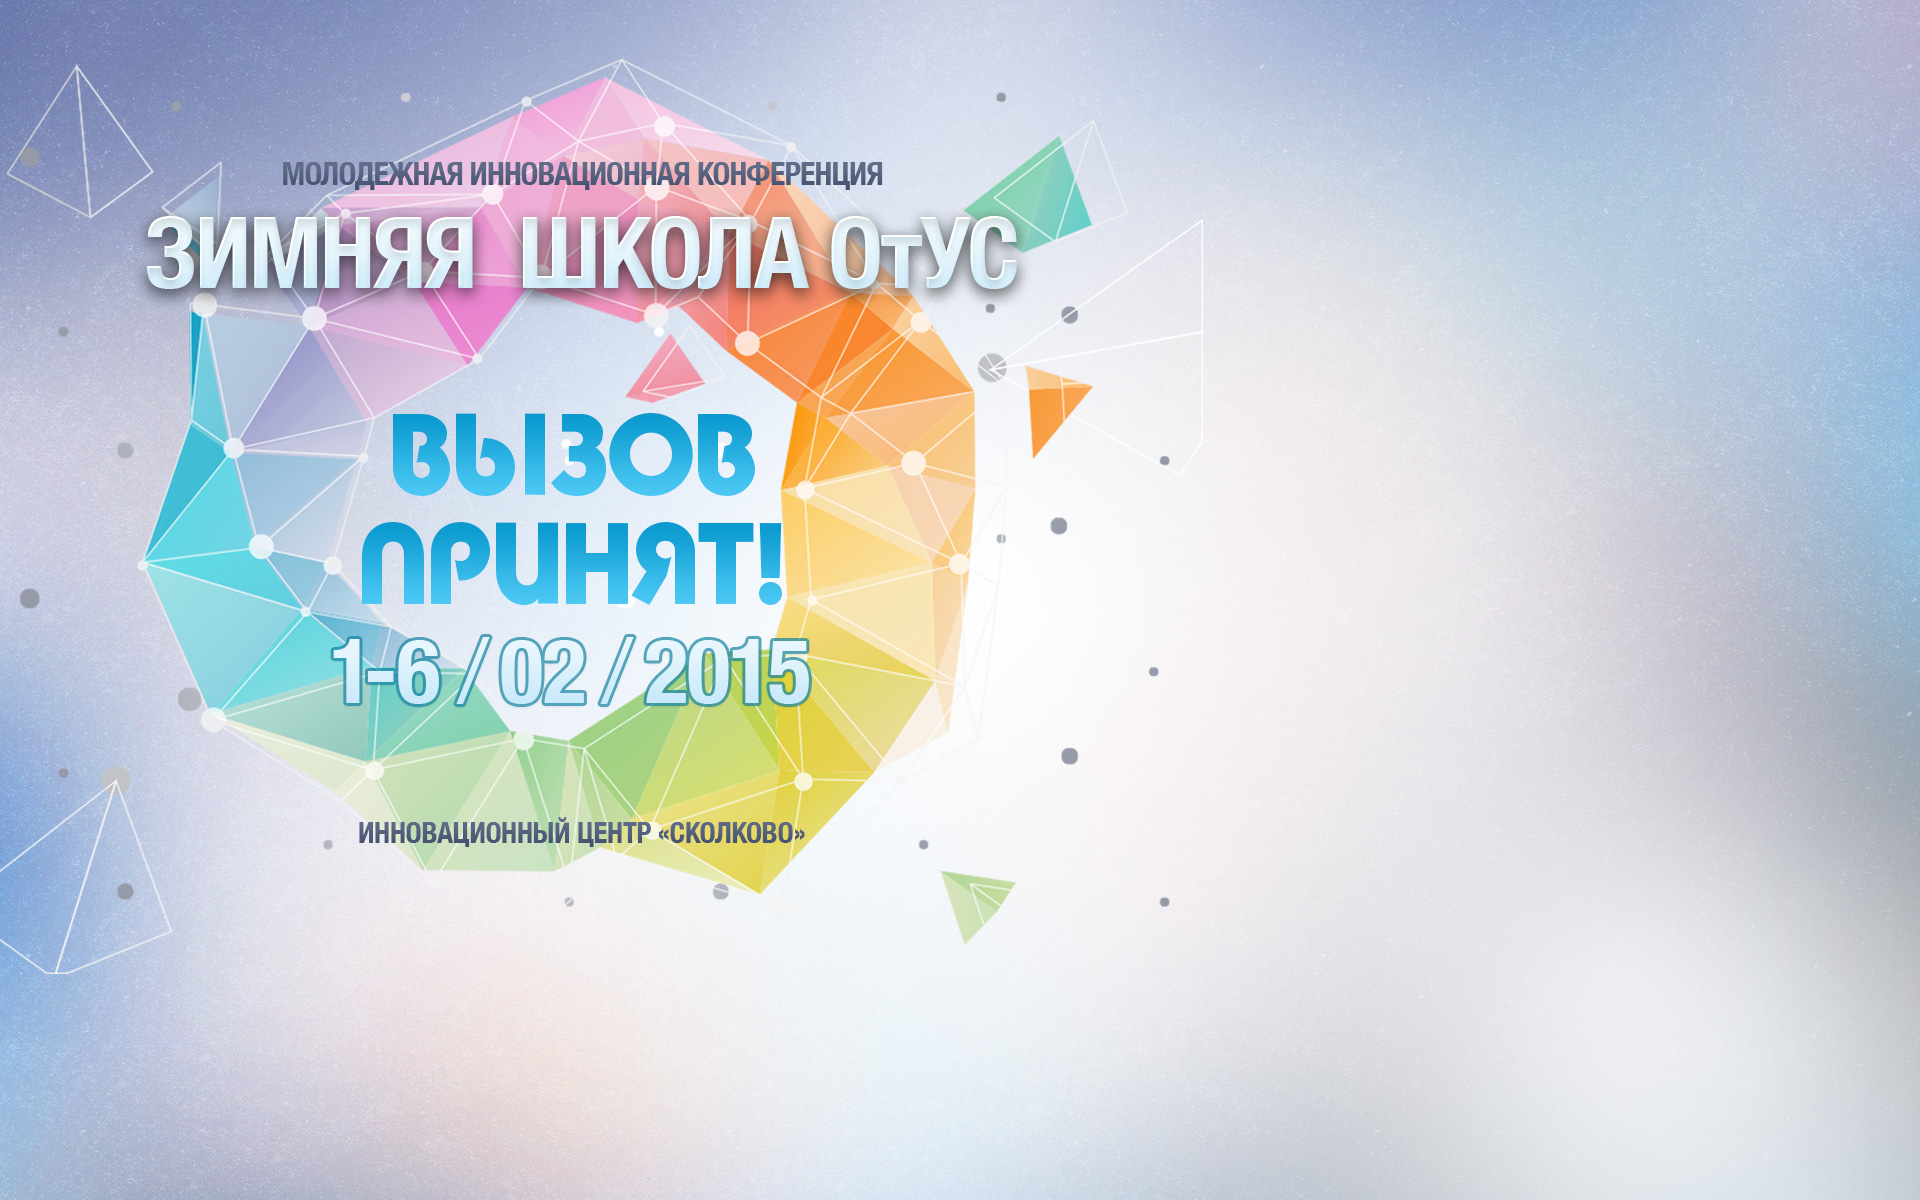 МОЛОДЕЖНАЯ ИННОВАЦИОННАЯ КОНФЕРЕНЦИЯ
ЗИМНЯЯ ШКОЛА ОтУС
ВЫЗОВ
ПРИНЯТ!
1-6 / 02 / 2015
ИННОВАЦИОННЫЙ ЦЕНТР «СКОЛКОВО»